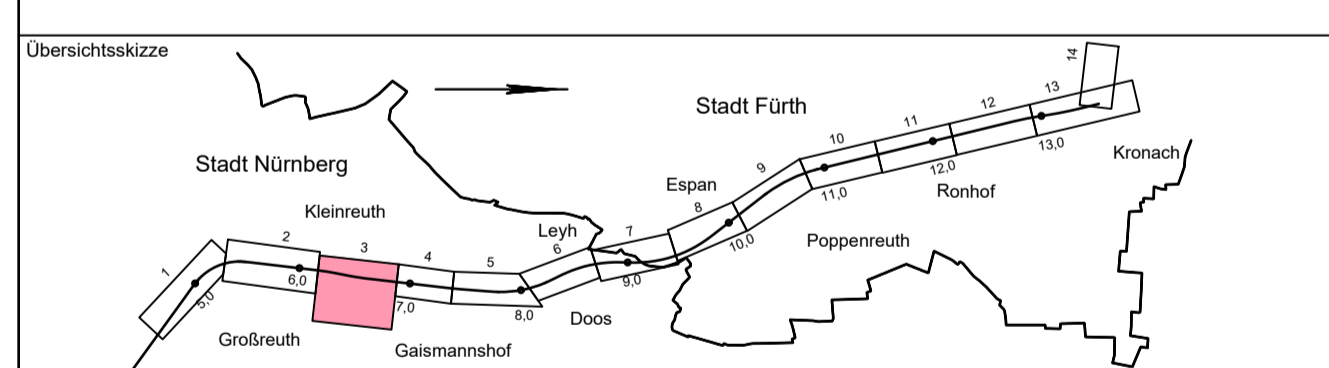 Übersichtsskizze
Stadt Nürnberg
Stadt Fürth
Kleinreuth
Großreuth
Gaismannshof
Leyh
Doos
Espan
Poppenreuth
Ronhof
Kronach
1
2
3
4
5
6
7
8
9
10
11
12
13
14
5,0
6,0
7,0
8,0
9,0
10,0
11,0
12,0
13,0